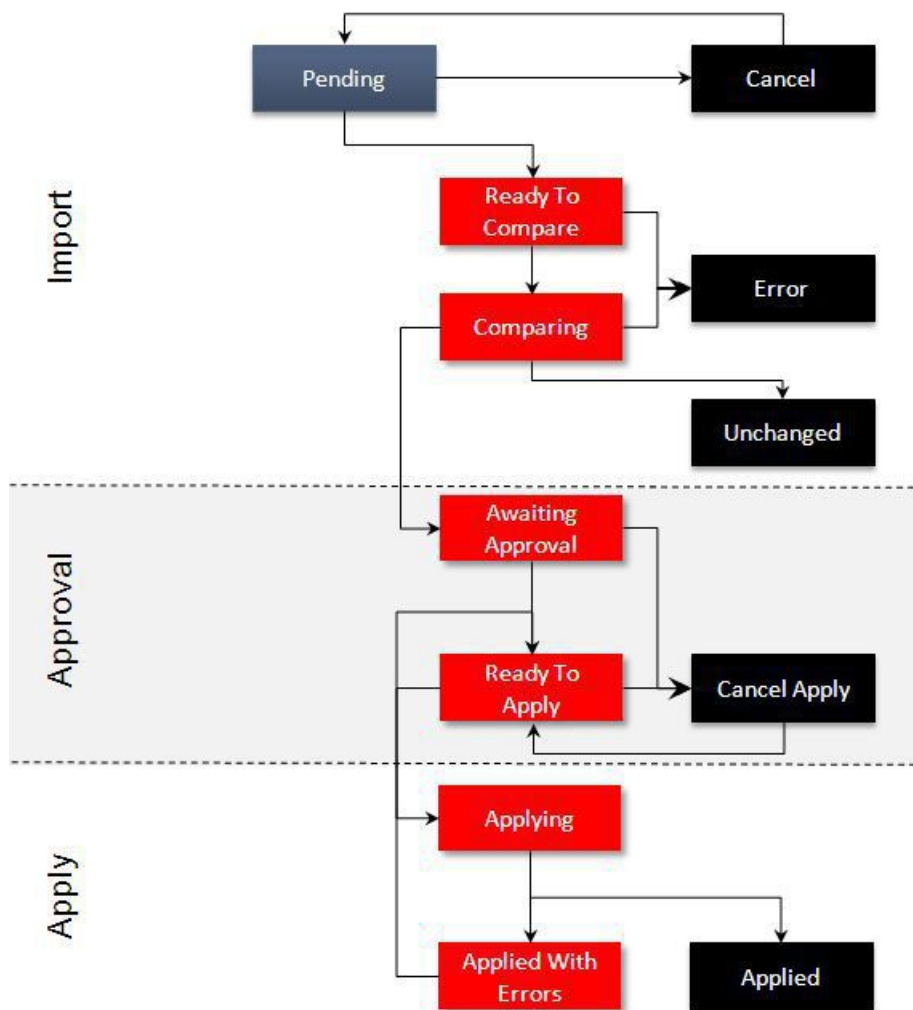 Pending
Cancel
Import
Ready To
Compare
Error
Comparing
Unchanged
Approval
Awaiting
Approval
Ready To
Apply
Cancel Apply
Apply
Applying
Applied With
Errors
Applied